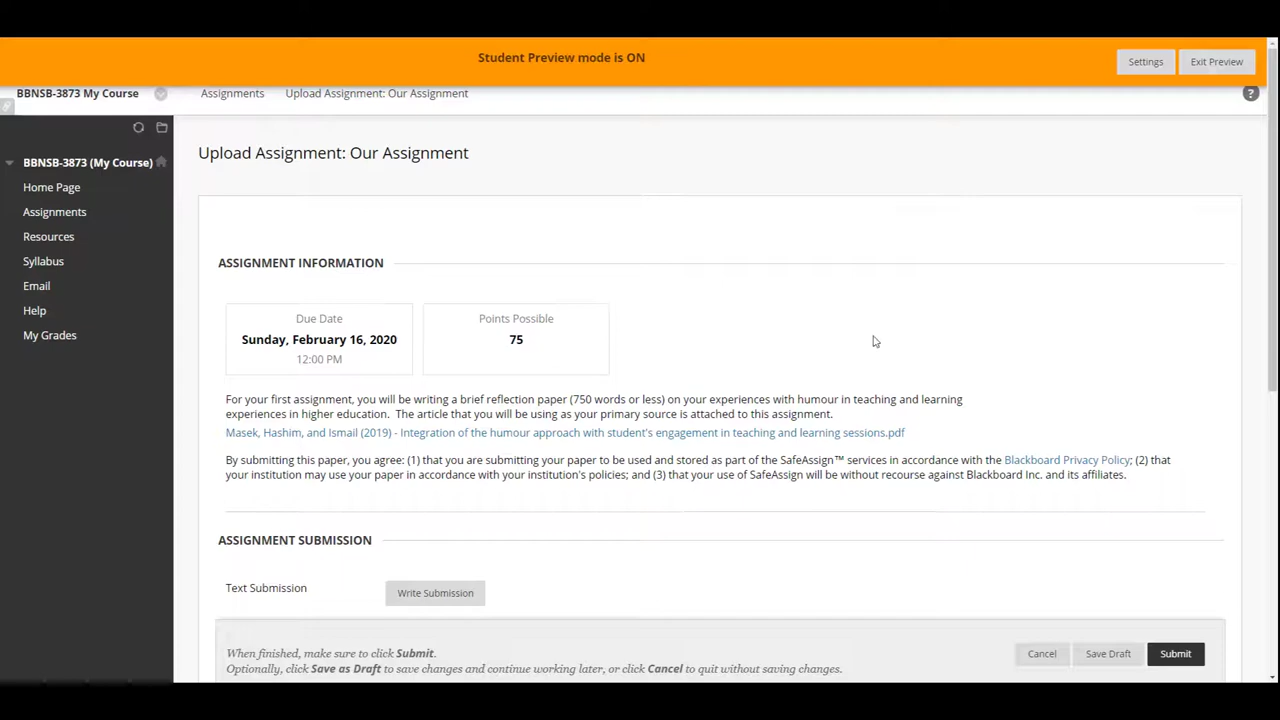 Student Preview mode is ON
Settings
Exit Preview
BBNSB-3873 My Course
Assignments
Upload Assignment: Our Assignment
?
BBNSB-3873 (My Course)
Home Page
Assignments
Resources
Syllabus
Email
Help
My Grades
Upload Assignment: Our Assignment
ASSIGNMENT INFORMATION
Due Date
Sunday, February 16, 2020
12:00 PM
Points Possible
75
For your first assignment, you will be writing a brief reflection paper (750 words or less) on your experiences with humour in teaching and learning
experiences in higher education. The article that you will be using as your primary source is attached to this assignment.
Masek, Hashim, and Ismail (2019) - Integration of the humour approach with student's engagement in teaching and learning sessions.pdf
By submitting this paper, you agree: (1) that you are submitting your paper to be used and stored as part of the SafeAssign™ services in accordance with the Blackboard Privacy Policy; (2) that
your institution may use your paper in accordance with your institution's policies; and (3) that your use of SafeAssign will be without recourse against Blackboard Inc. and its affiliates.
ASSIGNMENT SUBMISSION
Text Submission
Write Submission
When finished, make sure to click Submit.
Optionally, click Save as Draft to save changes and continue working later, or click Cancel to quit without saving changes.
Cancel
Save Draft
Submit